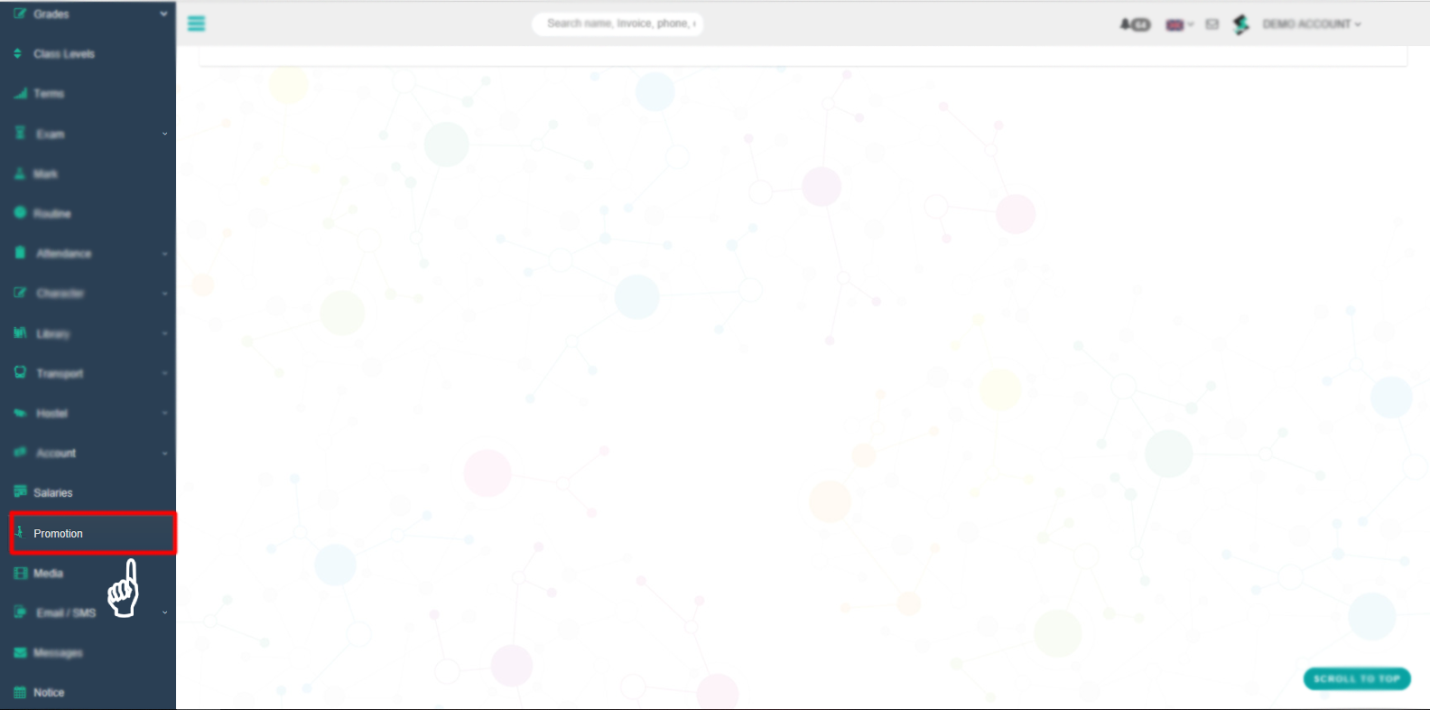 Grades
Search name, Invoice, phone,
64
DEMO ACCOUNT
Class Levels
Terms
Exam
Mark
Routine
Attendance
Character
Library
Transport
Hostel
Account
Salaries
Promotion
Media
Email / SMS
Messages
Notice
SCROLL TO TOP